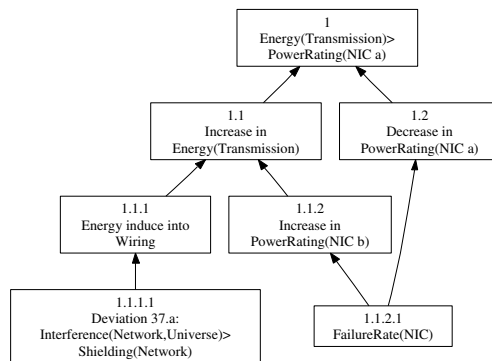 1
Energy(Transmission)>
PowerRating(NIC a)
1.1
Increase in
Energy(Transmission)
1.2
Decrease in
PowerRating(NIC a)
1.1.1
Energy induce into
Wiring
1.1.2
Increase in
PowerRating(NIC b)
1.1.1.1
Deviation 37.a:
Interference(Network,Universe)>
Shielding(Network)
1.1.2.1
FailureRate(NIC)